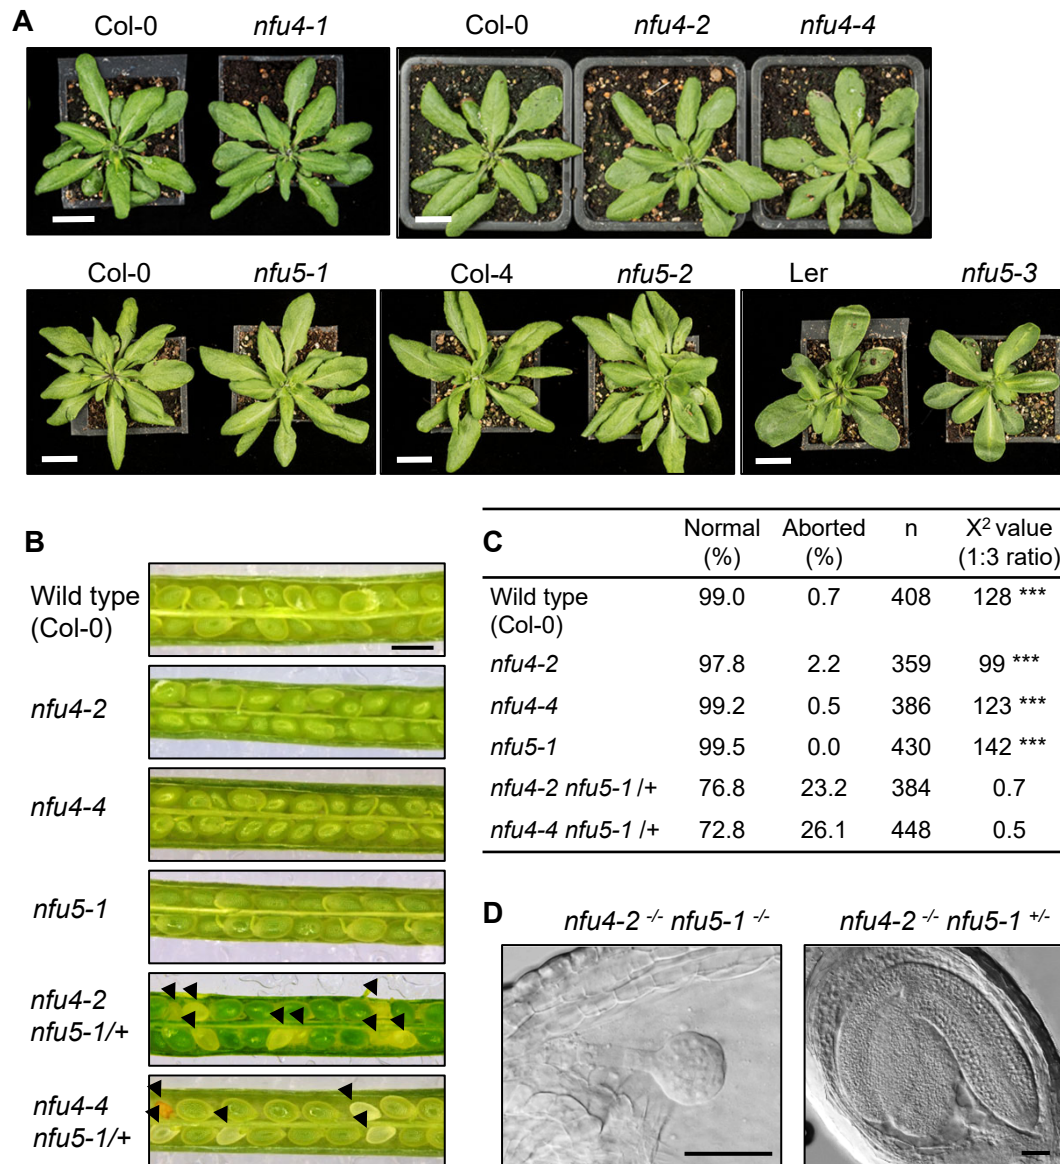 A
Col-0 nfu4-1 Col-0 nfu4-2 nfu4-4
Col-0 nfu5-1 Col-4 nfu5-2 Ler nfu5-3
B
Wild type
(Col-0)
nfu4-2
nfu4-4
nfu5-1
nfu4-2
nfu5-1/+
nfu4-4
nfu5-1/+
C
Normal (%) Aborted (%) n X² value (1:3 ratio)
Wild type (Col-0) 99.0 0.7 408 128 ***
nfu4-2 97.8 2.2 359 99 ***
nfu4-4 99.2 0.5 386 123 ***
nfu5-1 99.5 0.0 430 142 ***
nfu4-2 nfu5-1 /+ 76.8 23.2 384 0.7
nfu4-4 nfu5-1 /+ 72.8 26.1 448 0.5
D
nfu4-2 -/- nfu5-1 -/- nfu4-2 -/- nfu5-1 +/-